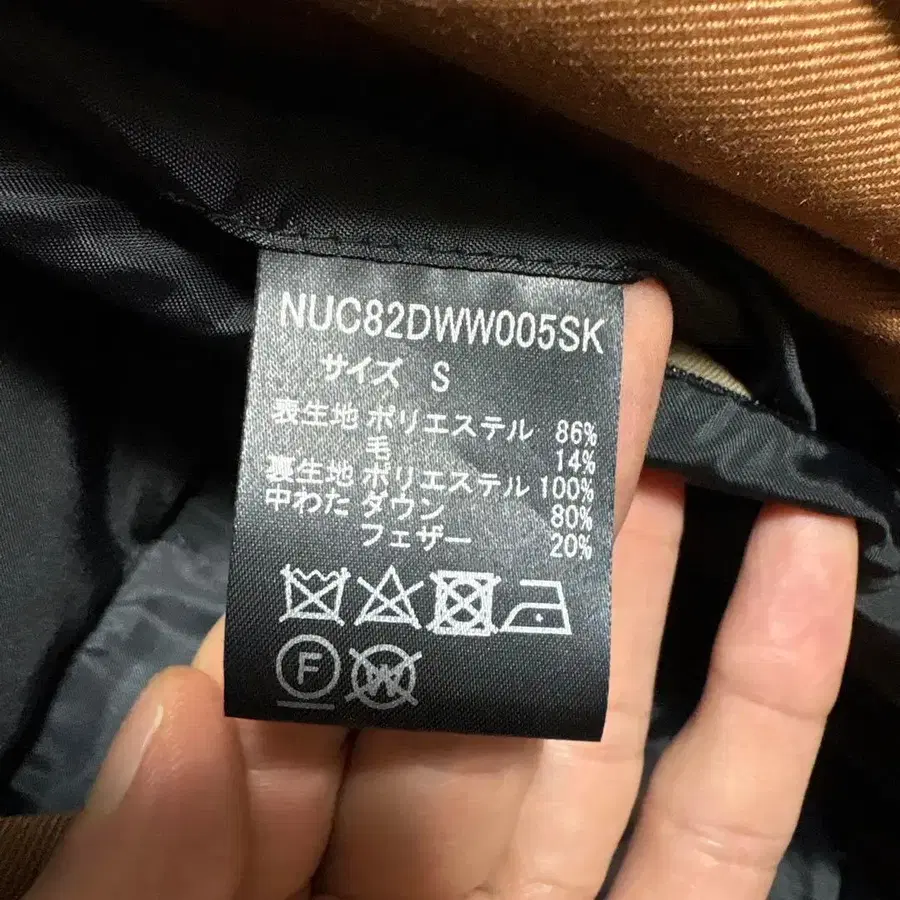 NUC82DWW005SK
サイズ S
表生地 ポリエステル 86%
毛 14%
裏生地 ポリエステル 100%
中わた ダウン 80%
フェザー 20%
F
W